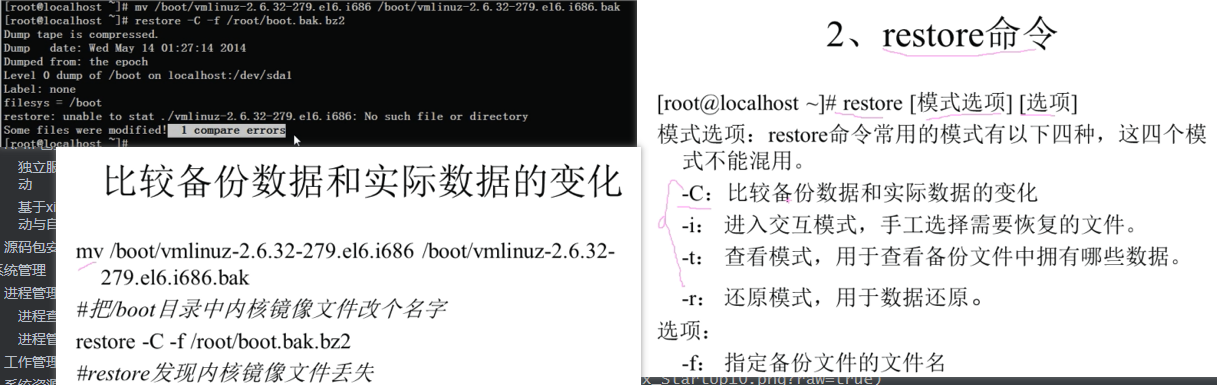 [root@localhost ~]# mv /boot/vmlinuz-2.6.32-279.el6.i686 /boot/vmlinuz-2.6.32-279.el6.i686.bak
[root@localhost ~]# restore -C -f /root/boot.bak.bz2
Dump tape is compressed.
Dump   date: Wed May 14 01:27:14 2014
Dumped from: the epoch
Level 0 dump of /boot on localhost:/dev/sda1
Label: none
filesys = /boot
restore: unable to stat ./vmlinuz-2.6.32-279.el6.i686: No such file or directory
Some files were modified!  1 compare errors
[root@localhost ~]#
独立服
动
基于xi
动与自
源码包安
系统管理
进程管理
进程查
进程管
工作管理
系统资源
比较备份数据和实际数据的变化
mv /boot/vmlinuz-2.6.32-279.el6.i686 /boot/vmlinuz-2.6.32-
279.el6.i686.bak
#把/boot目录中内核镜像文件改个名字
restore -C -f /root/boot.bak.bz2
#restore发现内核镜像文件丢失
2、restore命令
[root@localhost ~]# restore [模式选项] [选项]
模式选项：restore命令常用的模式有以下四种，这四个模
式不能混用。
-C：比较备份数据和实际数据的变化
-i： 进入交互模式，手工选择需要恢复的文件。
-t： 查看模式，用于查看备份文件中拥有哪些数据。
-r： 还原模式，用于数据还原。
选项：
-f： 指定备份文件的文件名
x_StartUp10.png?raw=true)